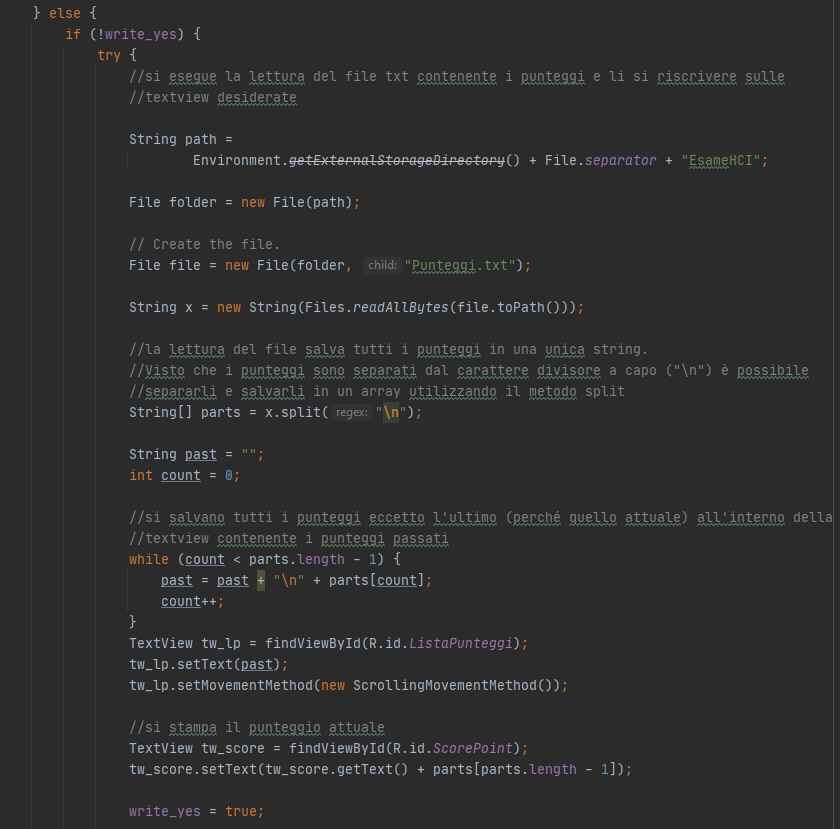 } else {
if (!write_yes) {
try {
//si esegue la lettura del file txt contenente i punteggi e li si riscrivere sulle
//textview desiderate
String path =
Environment.getExternalStorageDirectory() + File.separator + "EsameHCI";
File folder = new File(path);
// Create the file.
File file = new File(folder, child: "Punteggi.txt");
String x = new String(Files.readAllBytes(file.toPath()));
//la lettura del file salva tutti i punteggi in una unica string.
//Visto che i punteggi sono separati dal carattere divisore a capo ("\n") è possibile
//separarli e salvarli in un array utilizzando il metodo split
String[] parts = x.split( regex: "\n");
String past = "";
int count = 0;
//si salvano tutti i punteggi eccetto l'ultimo (perché quello attuale) all'interno della
//textview contenente i punteggi passati
while (count < parts.length - 1) {
past = past + "\n" + parts[count];
count++;
}
TextView tw_lp = findViewById(R.id.ListaPunteggi);
tw_lp.setText(past);
tw_lp.setMovementMethod(new ScrollingMovementMethod());
//si stampa il punteggio attuale
TextView tw_score = findViewById(R.id.ScorePoint);
tw_score.setText(tw_score.getText() + parts[parts.length - 1]);
write_yes = true;